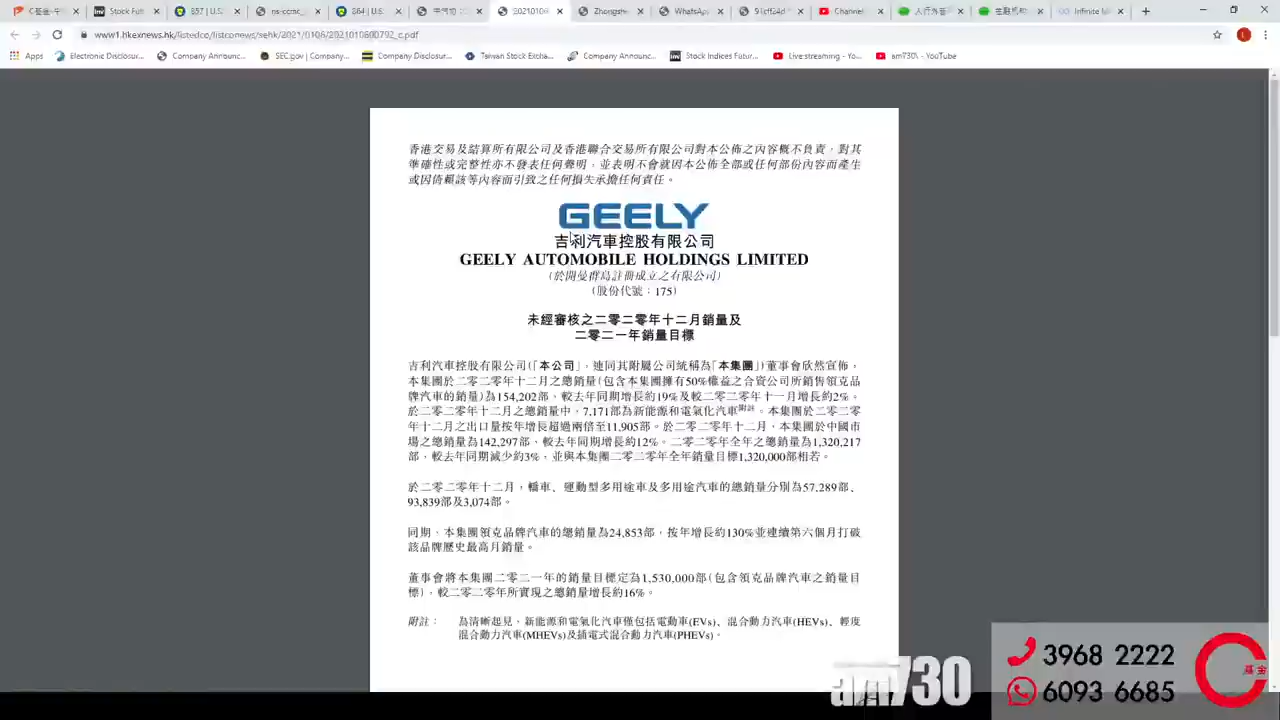 Stock Fut
www1.hkexnews.hk/listedco/listconews/sehk/2021/0106/2021010600792_c.pdf
Apps Electronic Disclosur... Company Announc... SEC.gov | Company... Company Disclosur... Taiwan Stock Excha... Company Announc... Stock Indices Futur... Live streaming - Yo... am730\ - YouTube
香港交易及結算所有限公司及香港聯合交易所有限公司對本公佈之內容概不負責，對其
準確性或完整性亦不發表任何聲明，並表明不會就因本公佈全部或任何部份內容而產生
或因倚賴該等內容而引致之任何損失承擔任何責任。
GEELY
吉利汽車控股有限公司
GEELY AUTOMOBILE HOLDINGS LIMITED
(於開曼群島註冊成立之有限公司)
(股份代號：175)
未經審核之二零二零年十二月銷量及
二零二一年銷量目標
吉利汽車控股有限公司(「本公司」，連同其附屬公司統稱為「本集團」)董事會欣然宣佈，
本集團於二零二零年十二月之總銷量(包含本集團擁有50%權益之合資公司所銷售領克品
牌汽車的銷量)為154,202部、較去年同期增長約19%及較二零二零年十一月增長約2%。
於二零二零年十二月之總銷量中，7,171部為新能源和電氣化汽車附註。本集團於二零二零
年十二月之出口量按年增長超過兩倍至11,905部。於二零二零年十二月，本集團於中國市
場之總銷量為142,297部、較去年同期增長約12%。二零二零年全年之總銷量為1,320,217
部，較去年同期減少約3%，並與本集團二零二零年全年銷量目標1,320,000部相若。
於二零二零年十二月，轎車、運動型多用途車及多用途汽車的總銷量分別為57,289部、
93,839部及3,074部。
同期，本集團領克品牌汽車的總銷量為24,853部，按年增長約130%並連續第六個月打破
該品牌歷史最高月銷量。
董事會將本集團二零二一年的銷量目標定為1,530,000部(包含領克品牌汽車之銷量目
標)，較二零二零年所實現之總銷量增長約16%。
附註： 為清晰起見，新能源和電氣化汽車僅包括電動車(EVs)、混合動力汽車(HEVs)、輕度
混合動力汽車(MHEVs)及插電式混合動力汽車(PHEVs)。
3968 2222
6093 6685
基金
am730